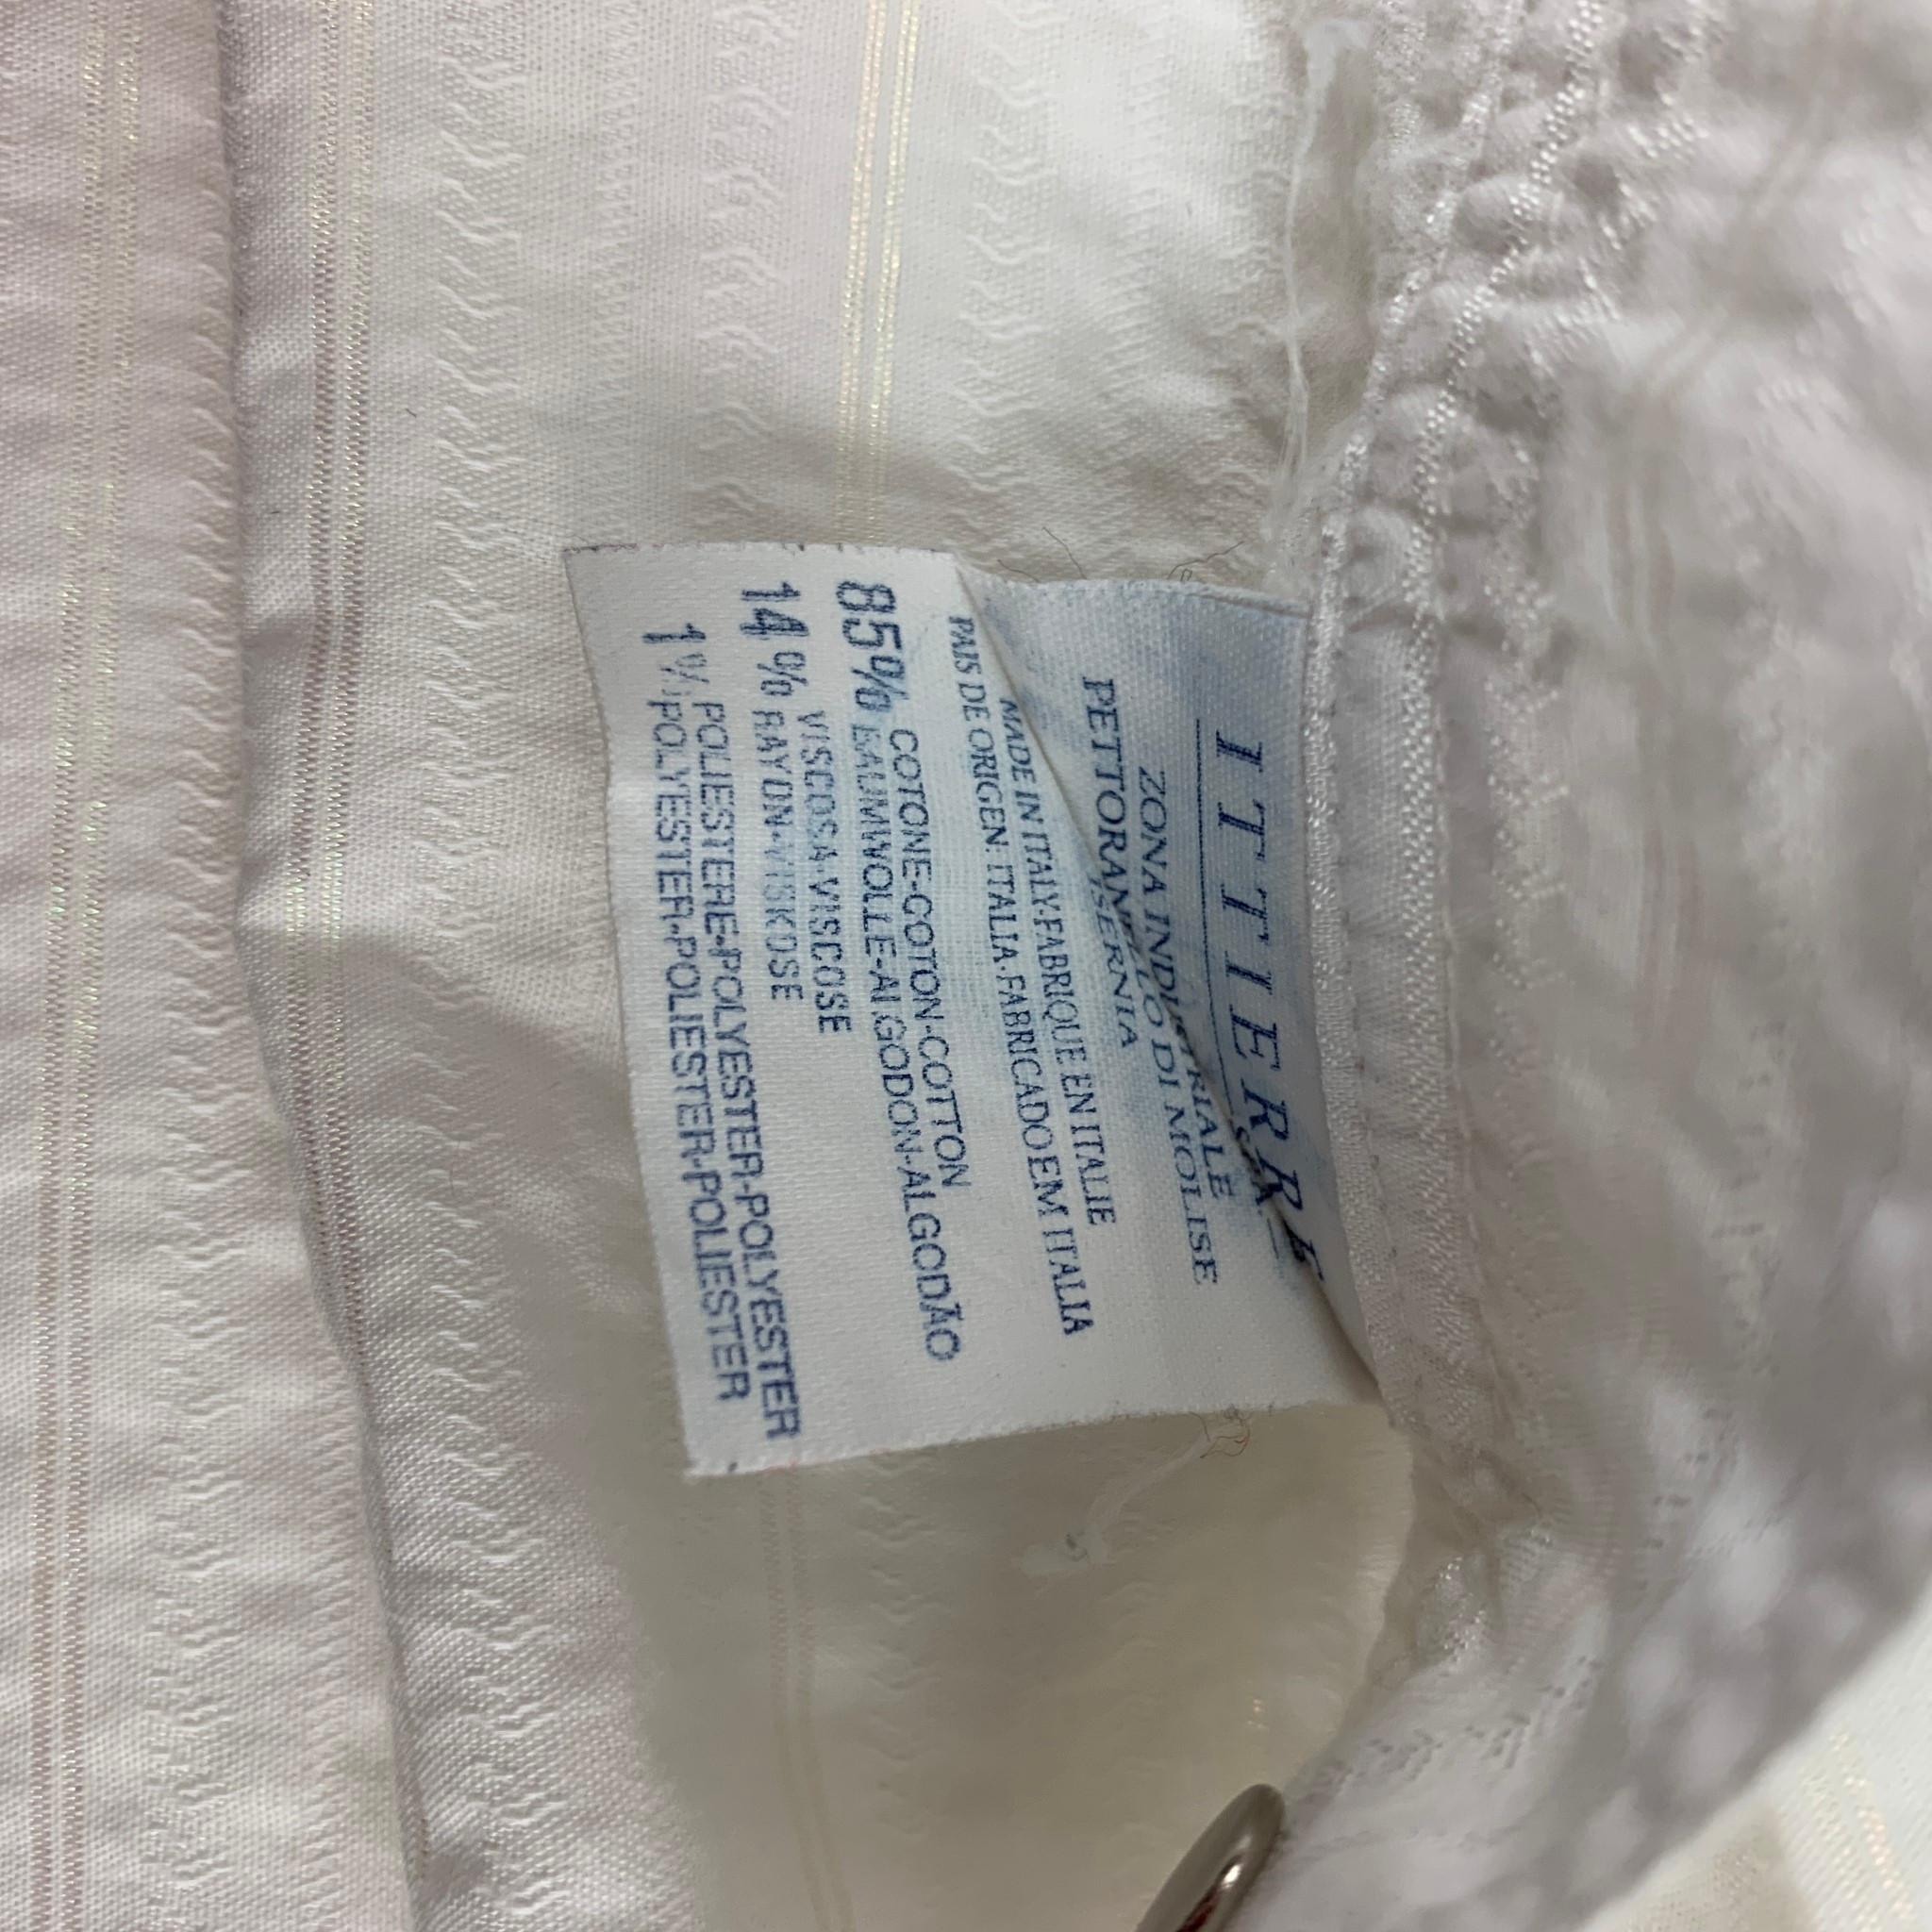 ITTIERRE
S.P.A.
ZONA INDUSTRIALE
PETTORANELLO DI MOLISE
ISERNIA
MADE IN ITALY-FABRIQUE EN ITALIE
PAIS DE ORIGEN: ITALIA-FABRICADO EM ITALIA
COTONE-COTON-COTTON
85% BAUMWOLLE-ALGODON-ALGODÃO
VISCOSA-VISCOSE
14% RAYON-VISKOSE
POLIESTERE-POLYESTER-POLYESTER
1% POLYESTER-POLIESTER-POLIESTER